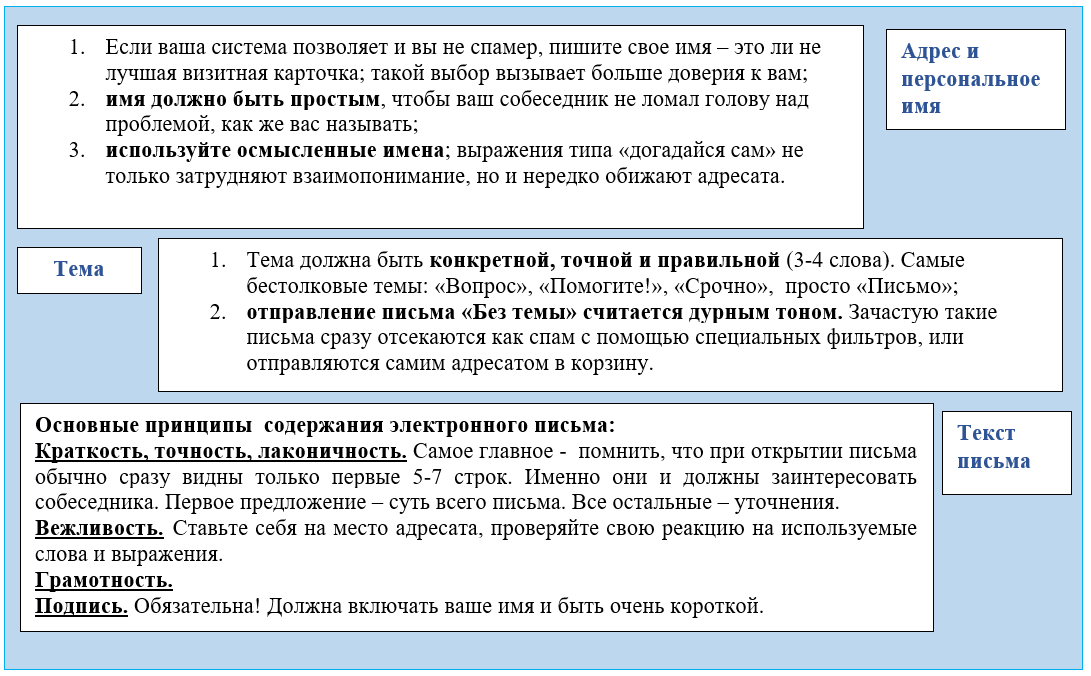 1. Если ваша система позволяет и вы не спамер, пишите свое имя – это ли не
лучшая визитная карточка; такой выбор вызывает больше доверия к вам;
2. имя должно быть простым, чтобы ваш собеседник не ломал голову над
проблемой, как же вас называть;
3. используйте осмысленные имена; выражения типа «догадайся сам» не
только затрудняют взаимопонимание, но и нередко обижают адресата.
Адрес и
персональное
имя
Тема
1. Тема должна быть конкретной, точной и правильной (3-4 слова). Самые
бестолковые темы: «Вопрос», «Помогите!», «Срочно»,  просто «Письмо»;
2. отправление письма «Без темы» считается дурным тоном. Зачастую такие
письма сразу отсекаются как спам с помощью специальных фильтров, или
отправляются самим адресатом в корзину.
Основные принципы  содержания электронного письма:
Краткость, точность, лаконичность. Самое главное -  помнить, что при открытии письма
обычно сразу видны только первые 5-7 строк. Именно они и должны заинтересовать
собеседника. Первое предложение – суть всего письма. Все остальные – уточнения.
Вежливость. Ставьте себя на место адресата, проверяйте свою реакцию на используемые
слова и выражения.
Грамотность.
Подпись. Обязательна! Должна включать ваше имя и быть очень короткой.
Текст
письма